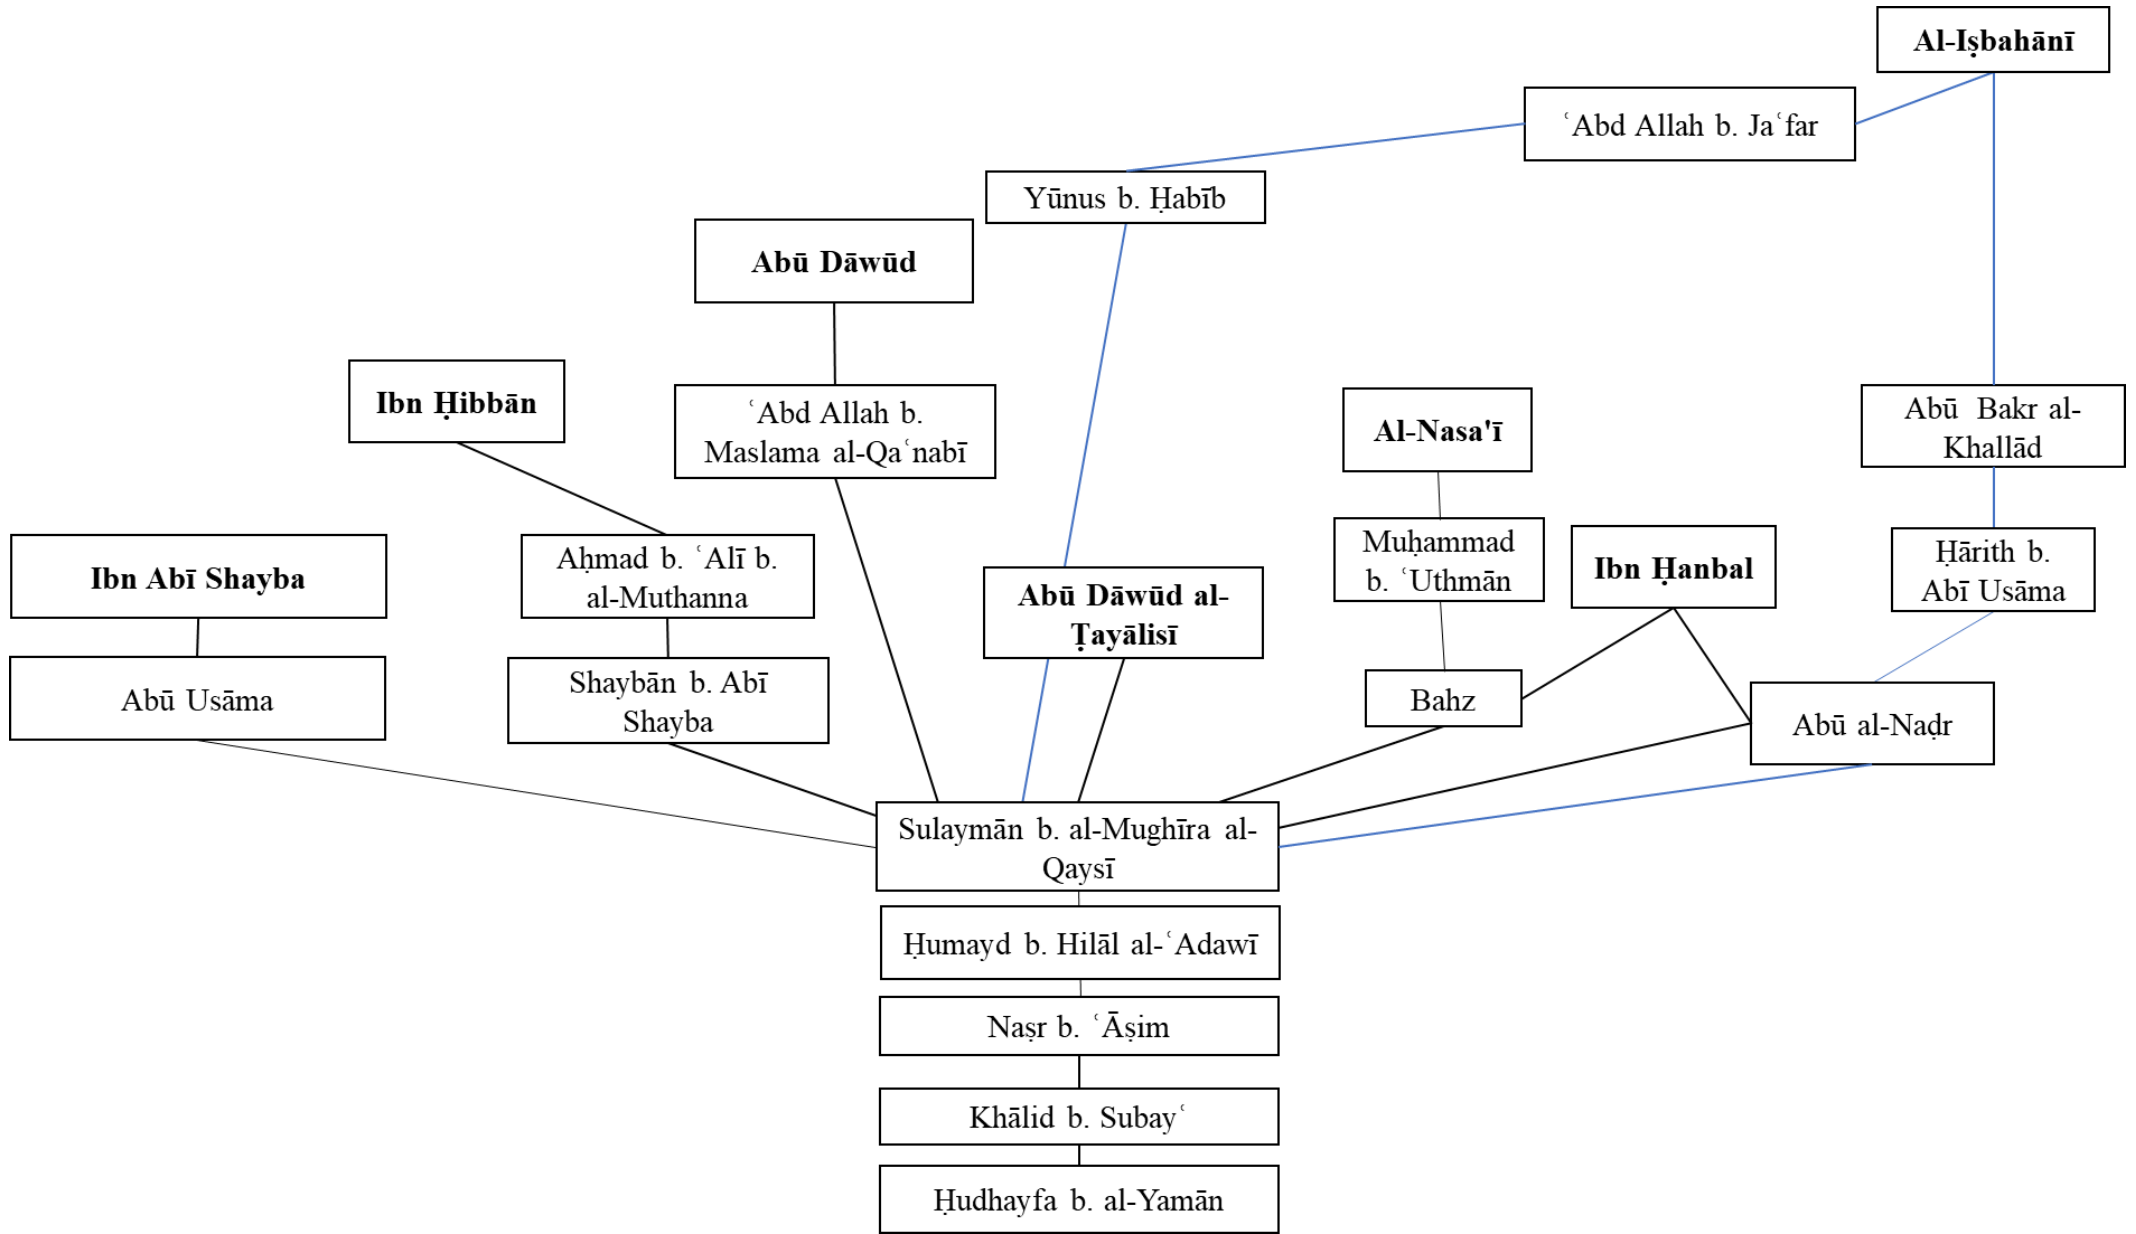 Al-Iṣbahānī
ʿAbd Allah b. Jaʿfar
Yūnus b. Ḥabīb
Abū Dāwūd
Ibn Ḥibbān
ʿAbd Allah b.
Maslama al-Qaʿnabī
Al-Nasa'ī
Abū Bakr al-
Khallād
Ibn Abī Shayba
Aḥmad b. ʿAlī b.
al-Muthanna
Abū Dāwūd al-
Ṭayālisī
Muḥammad
b. ʿUthmān
Ibn Ḥanbal
Ḥārith b.
Abī Usāma
Abū Usāma
Shaybān b. Abī
Shayba
Bahz
Abū al-Naḍr
Sulaymān b. al-Mughīra al-
Qaysī
Ḥumayd b. Hilāl al-ʿAdawī
Naṣr b. ʿĀṣim
Khālid b. Subayʿ
Ḥudhayfa b. al-Yamān